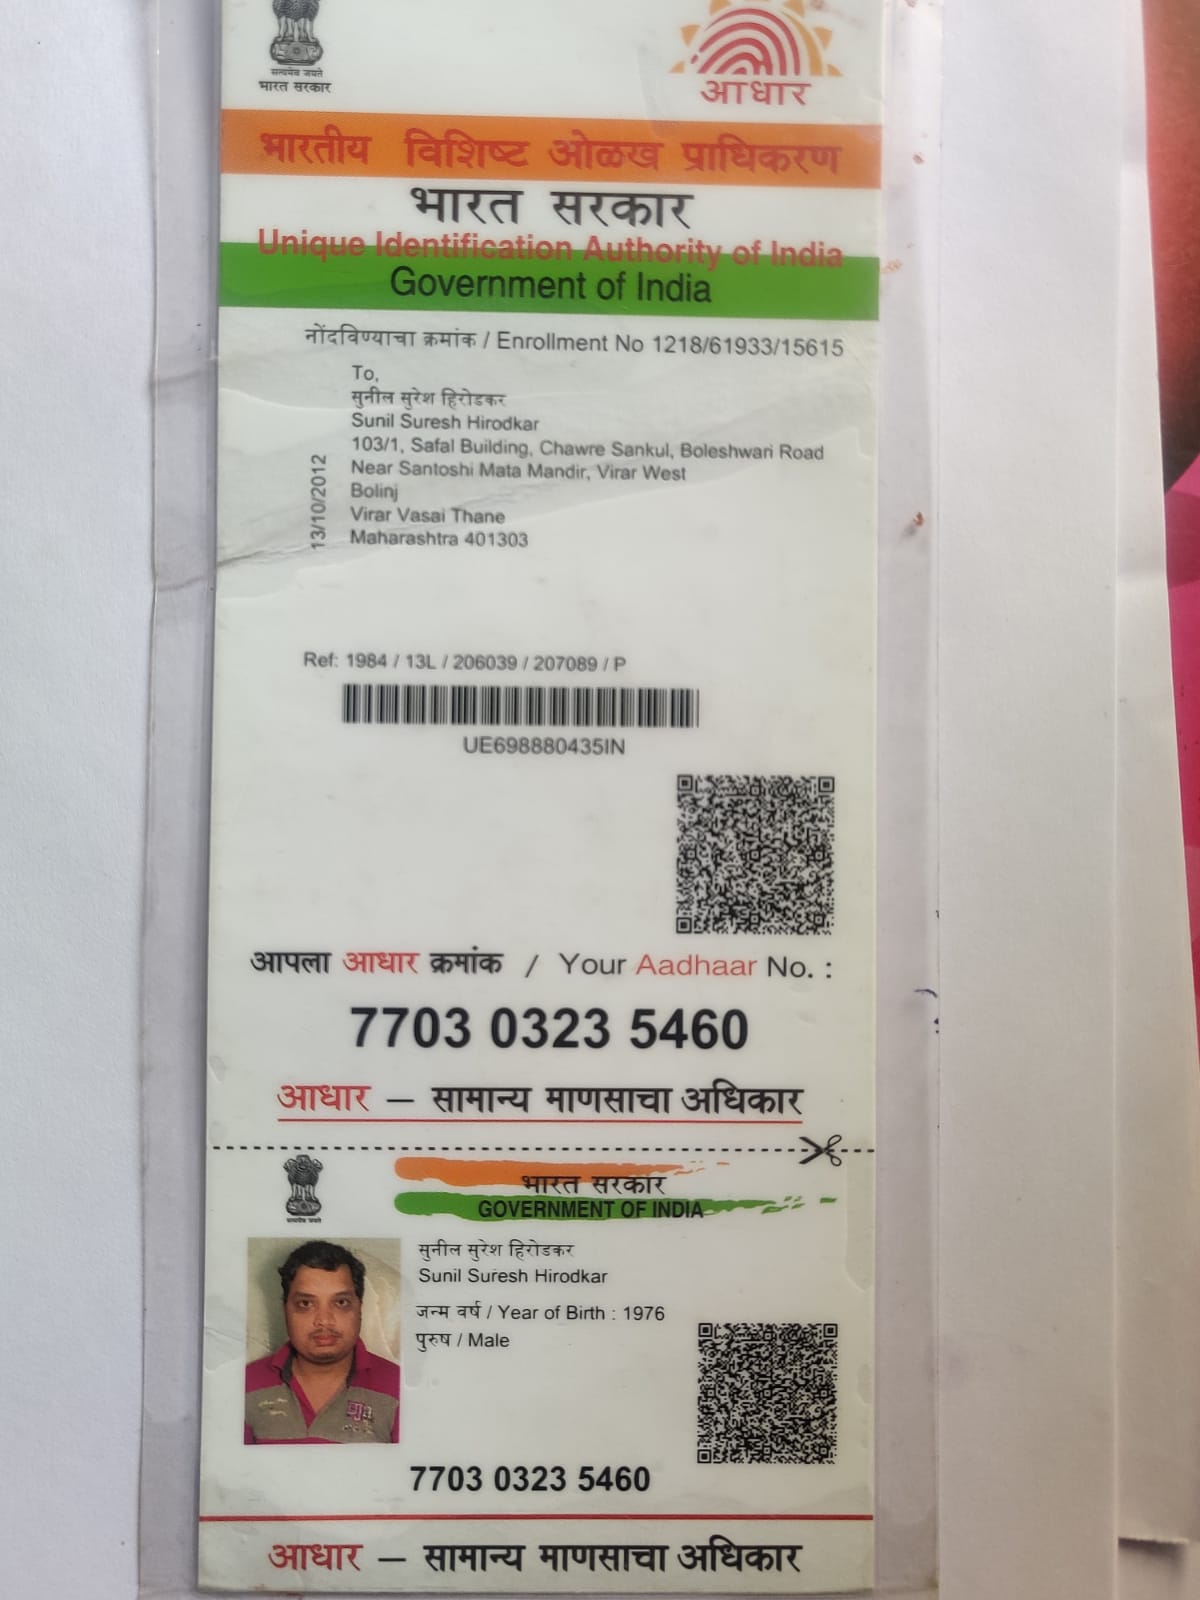 सत्यमेव जयते
भारत सरकार
आधार
भारतीय विशिष्ट ओळख प्राधिकरण
भारत सरकार
Unique Identification Authority of India
Government of India
नोंदविण्याचा क्रमांक / Enrollment No 1218/61933/15615
To,
सुनील सुरेश हिरोडकर
Sunil Suresh Hirodkar
103/1, Safal Building, Chawre Sankul, Boleshwari Road
Near Santoshi Mata Mandir, Virar West
Bolinj
Virar Vasai Thane
Maharashtra 401303
13/10/2012
Ref: 1984 / 13L / 206039 / 207089 / P
UE698880435IN
आपला आधार क्रमांक / Your Aadhaar No. :
7703 0323 5460
आधार – सामान्य माणसाचा अधिकार
सत्यमेव जयते
भारत सरकार
GOVERNMENT OF INDIA
सुनील सुरेश हिरोडकर
Sunil Suresh Hirodkar
जन्म वर्ष / Year of Birth : 1976
पुरुष / Male
7703 0323 5460
आधार – सामान्य माणसाचा अधिकार